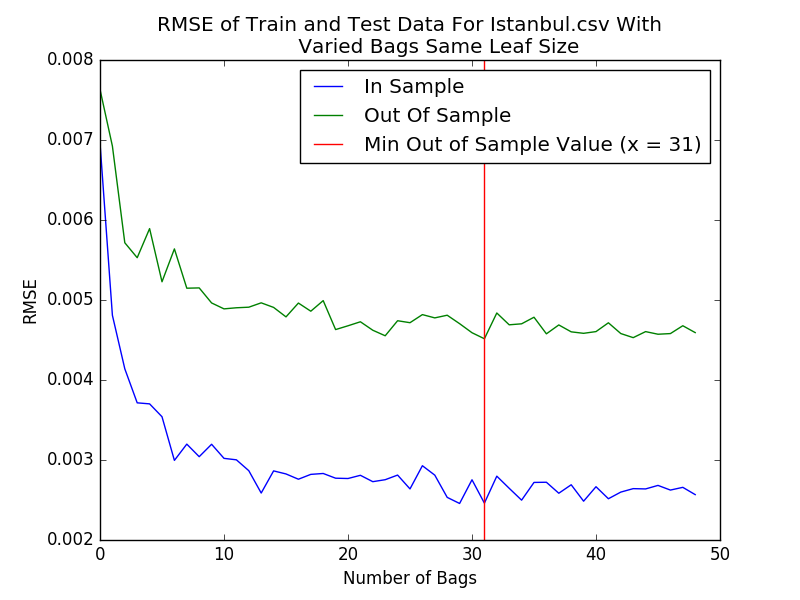 RMSE of Train and Test Data For Istanbul.csv With
Varied Bags Same Leaf Size
0.008
0.007
0.006
0.005
0.004
0.003
0.002
RMSE
In Sample
Out Of Sample
Min Out of Sample Value (x = 31)
0 10 20 30 40 50
Number of Bags